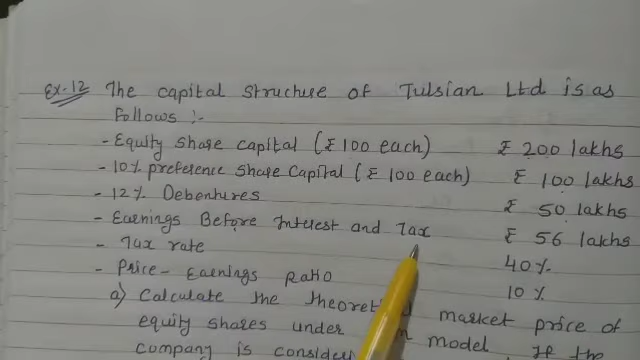 Ex.12 The capital structure of Tulsian Ltd is as
follows :-
- Equity share capital (₹ 100 each) ₹ 200 lakhs
- 10% preference share capital (₹ 100 each) ₹ 100 lakhs
- 12% Debentures ₹ 50 lakhs
- Earnings Before Interest and Tax ₹ 56 lakhs
- Tax rate 40%
- Price - Earnings Ratio 10%
a) Calculate the market price of
equity shares under model. If the
company is